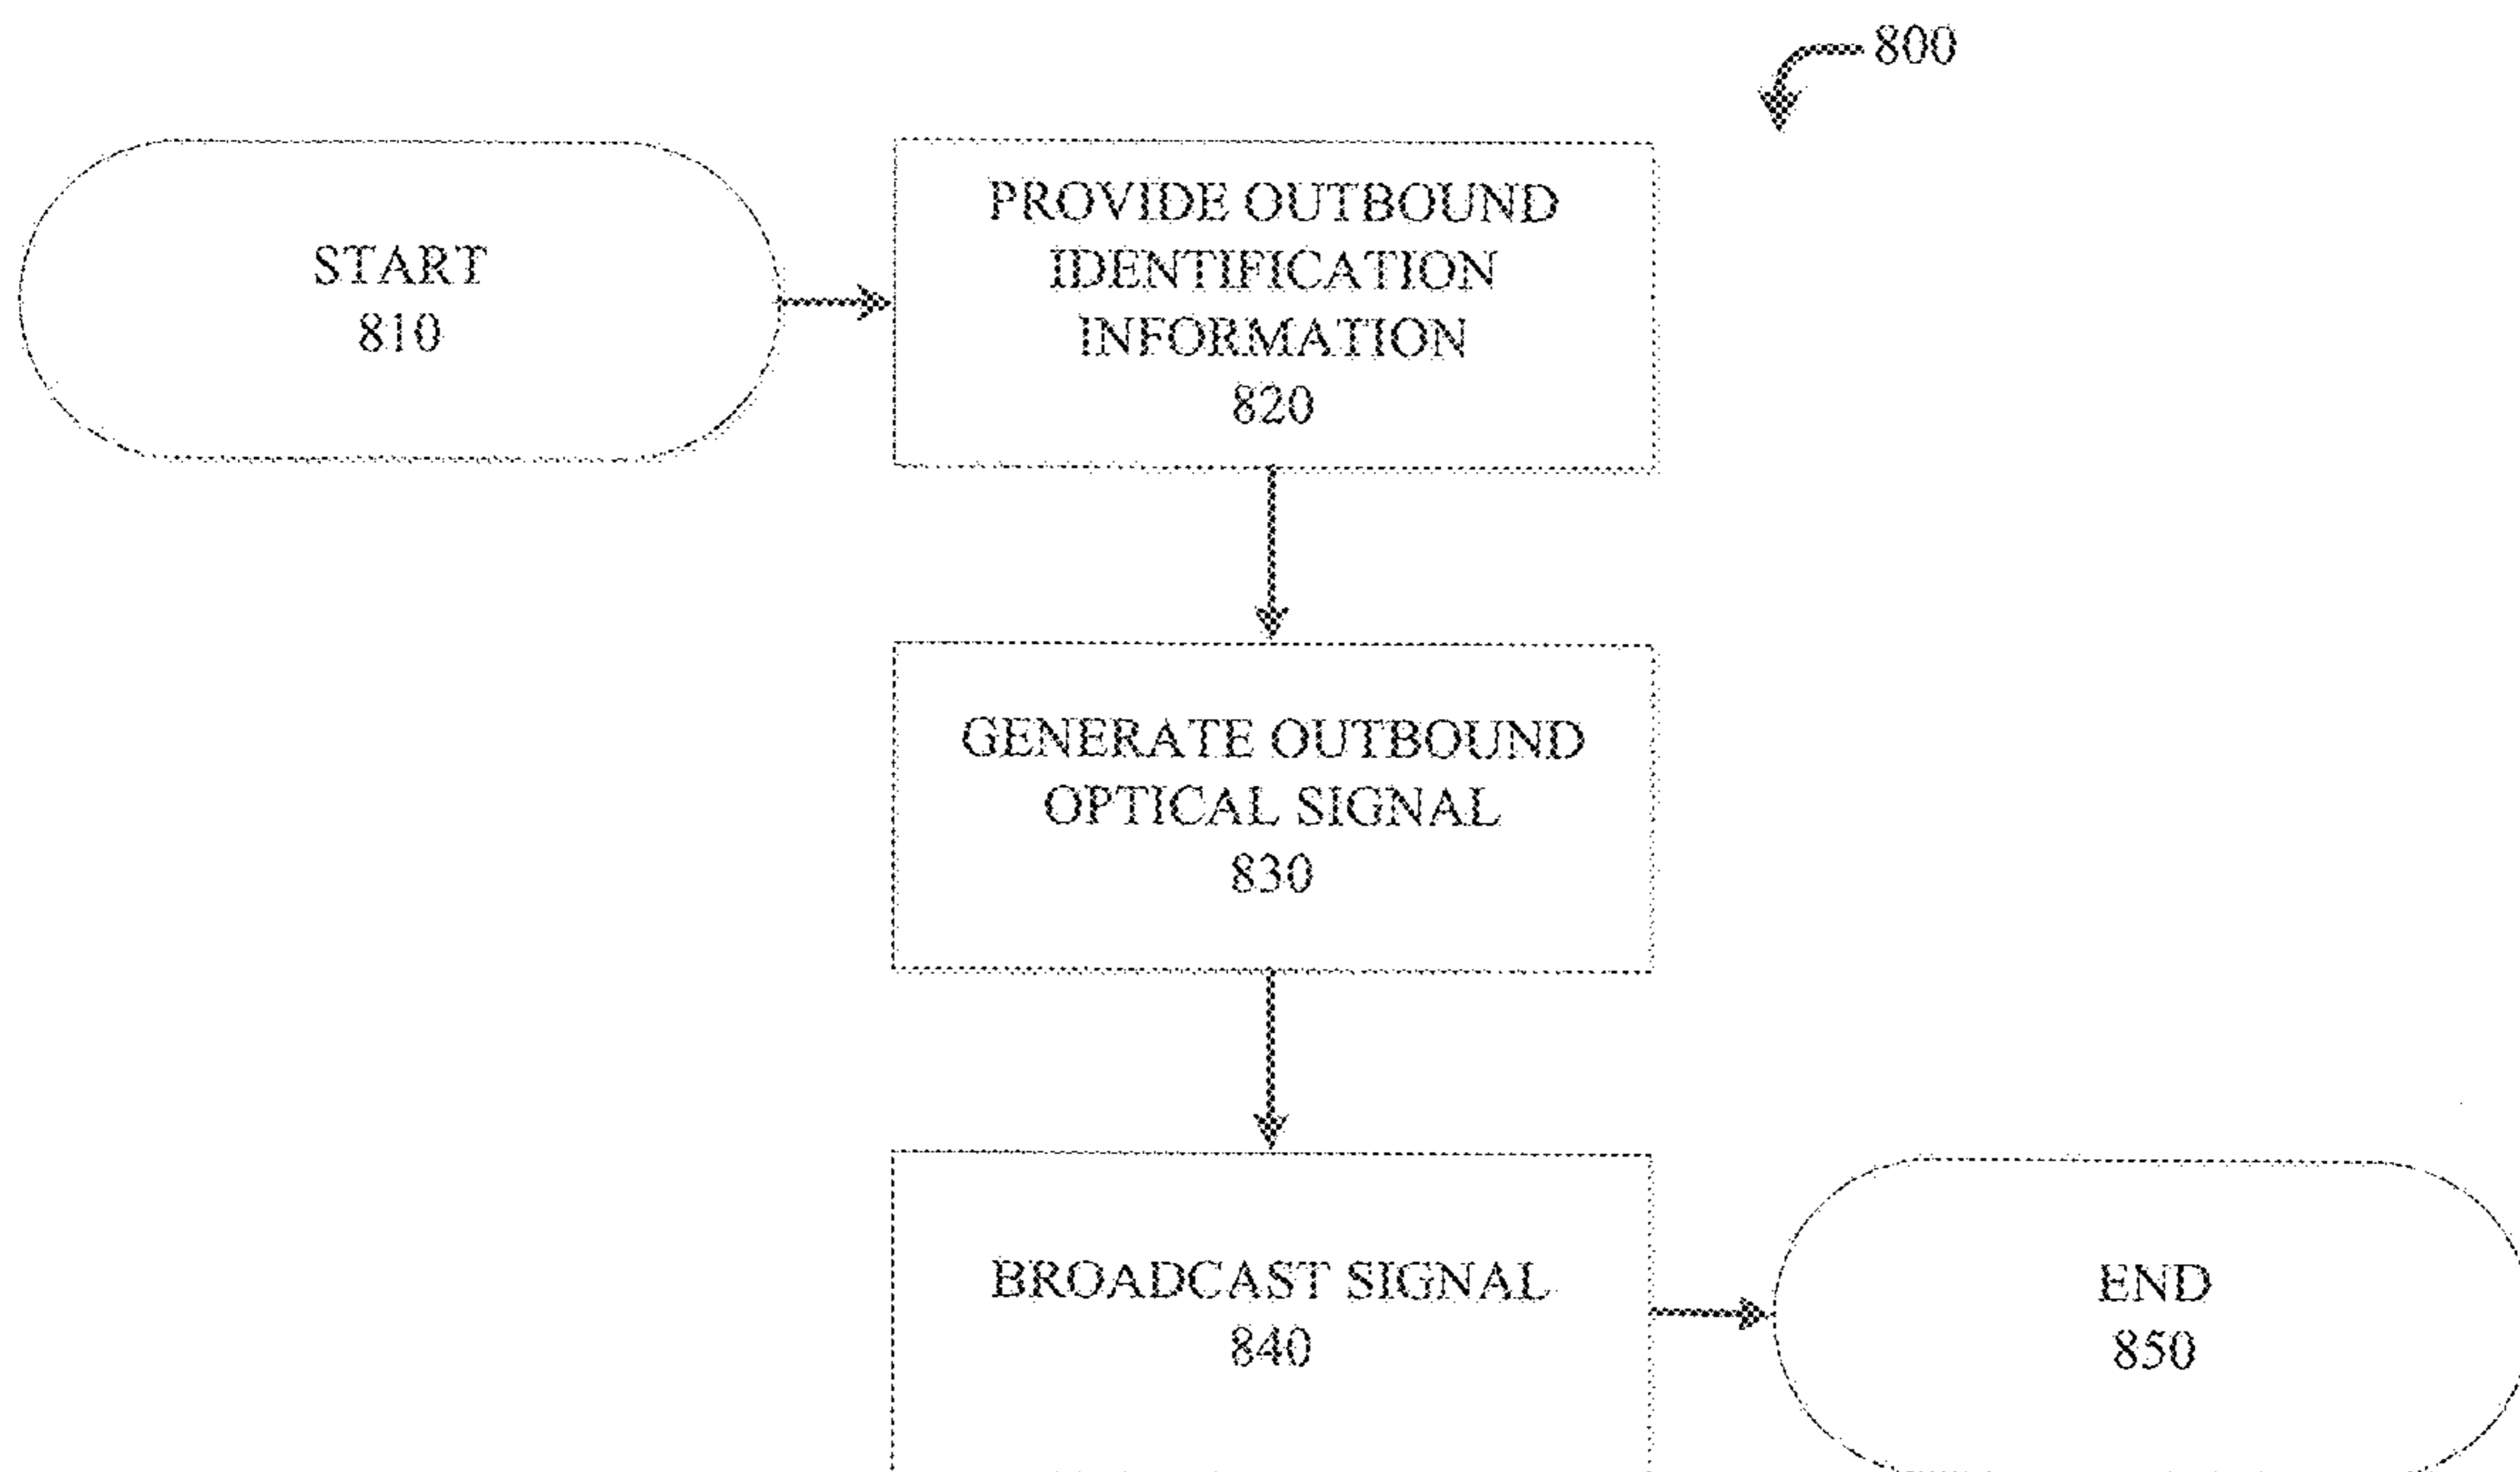 800
START
810
PROVIDE OUTBOUND
IDENTIFICATION
INFORMATION
820
GENERATE OUTBOUND
OPTICAL SIGNAL
830
BROADCAST SIGNAL
840
END
850